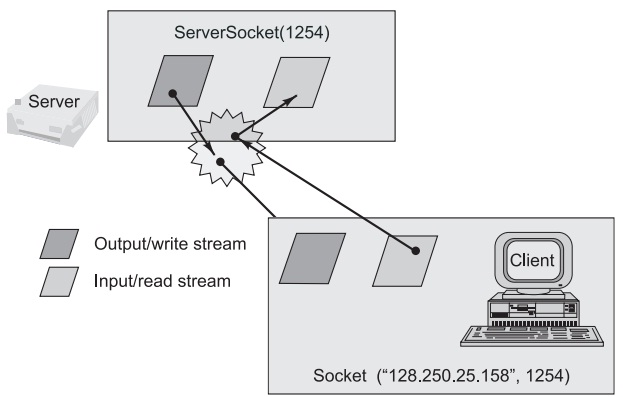 ServerSocket(1254)
Server
Output/write stream
Input/read stream
Client
Socket (“128.250.25.158”, 1254)